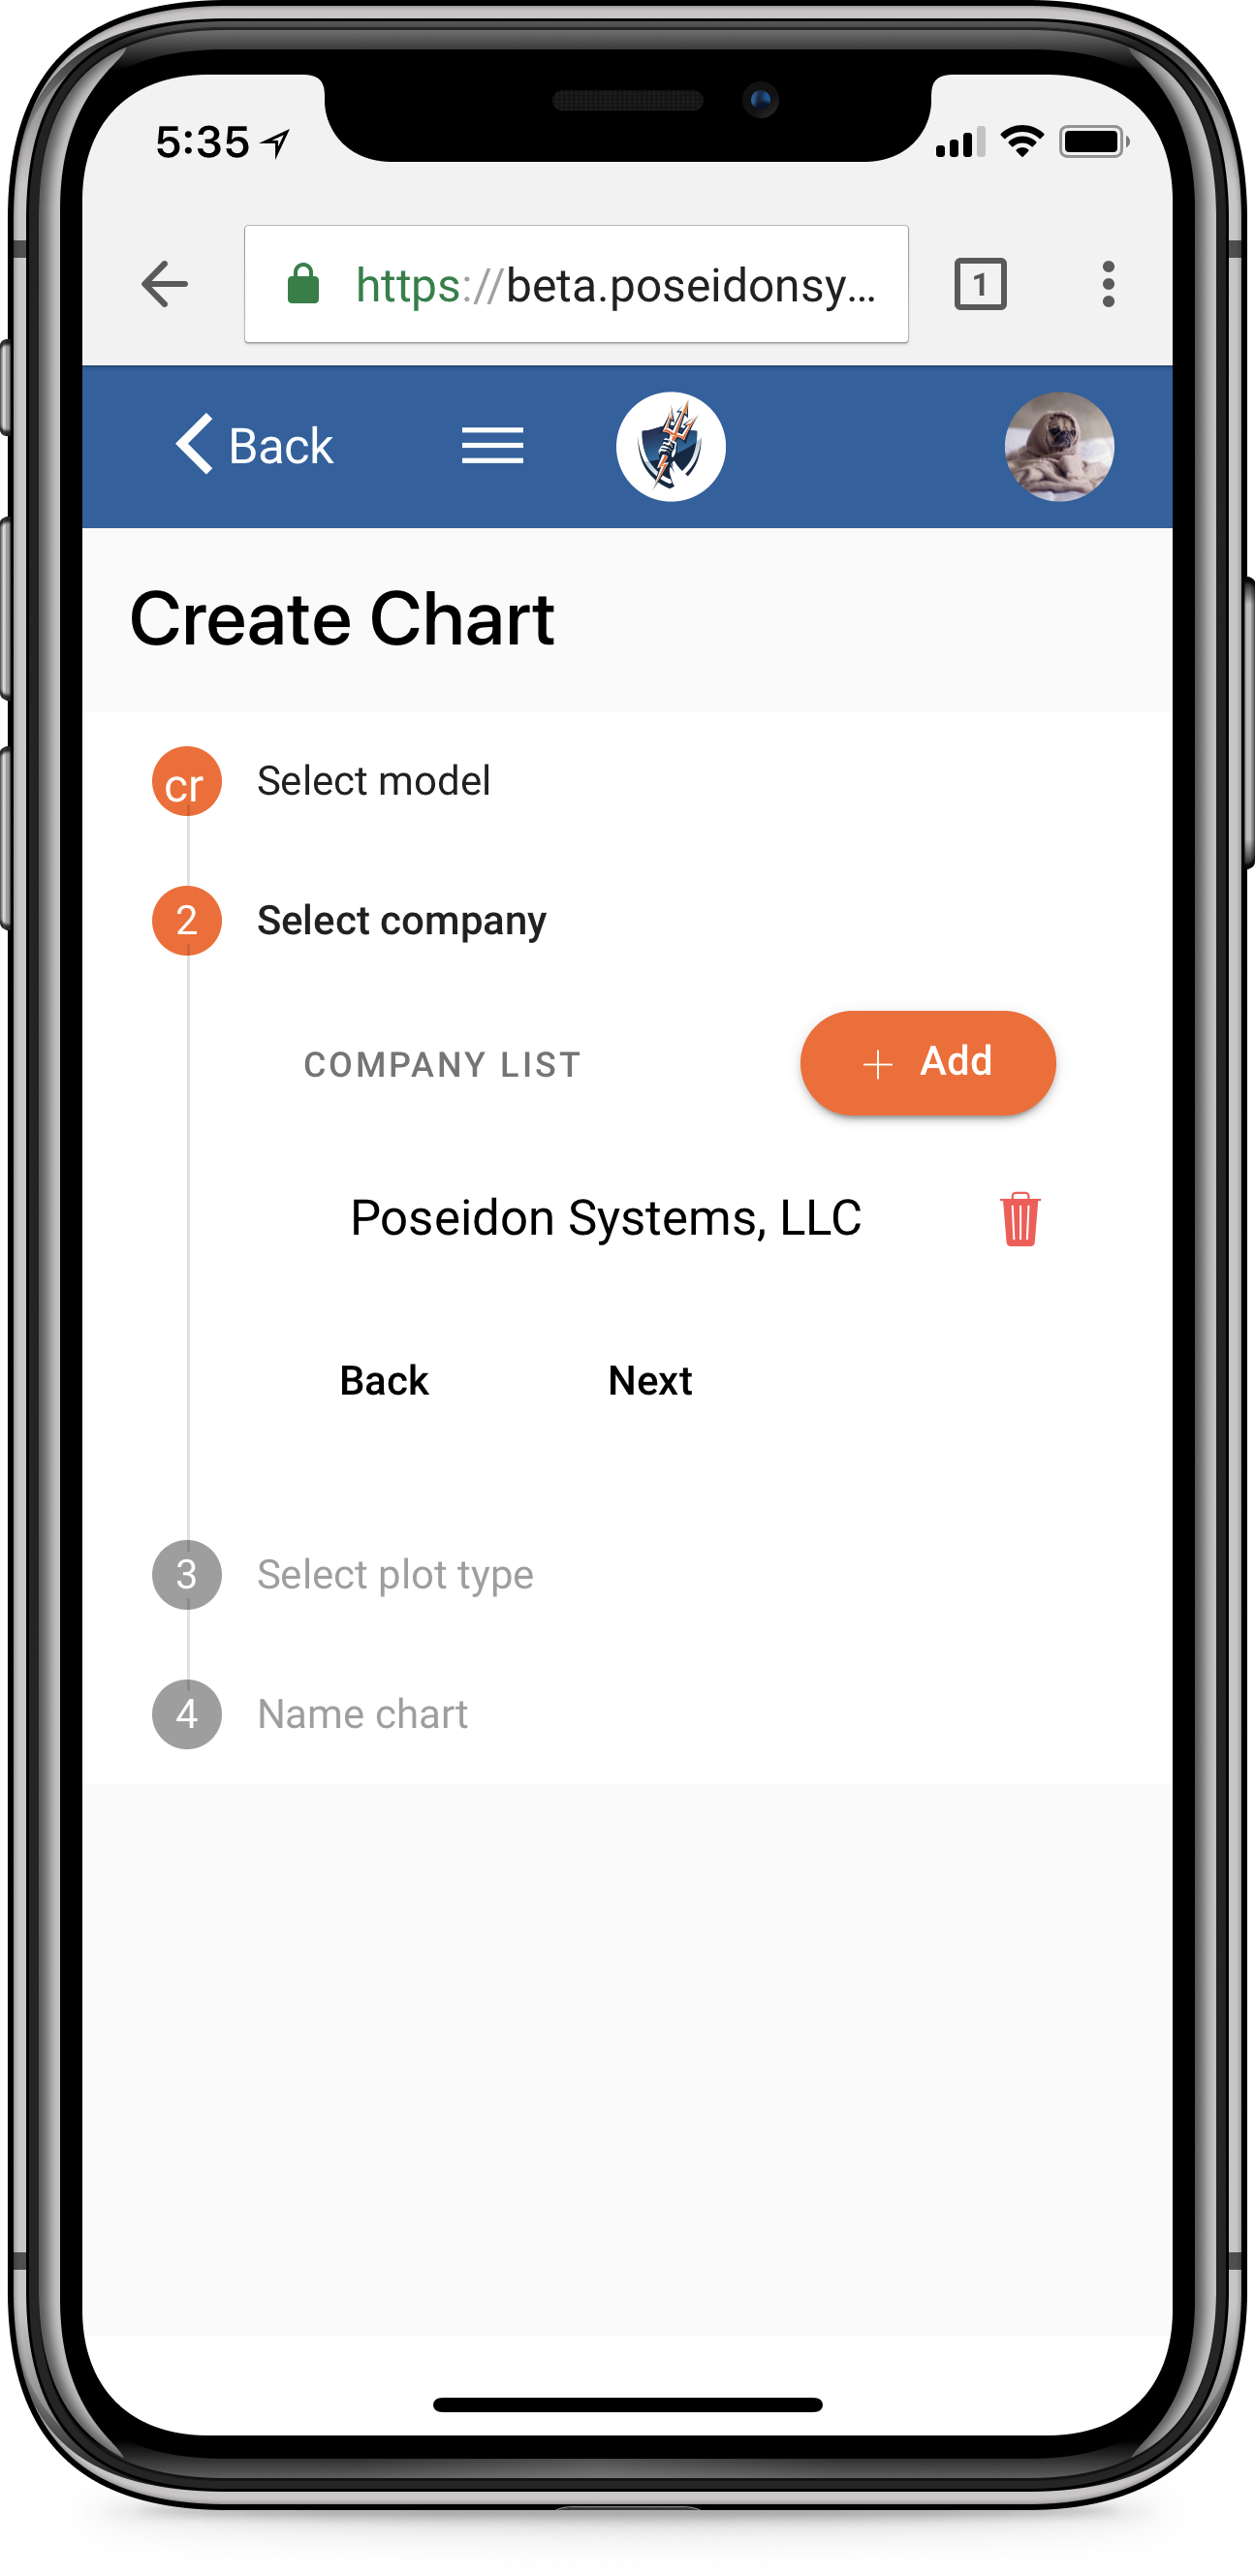 5:35
https://beta.poseidonsy...
1
Back
Create Chart
cr Select model
2 Select company
COMPANY LIST
+ Add
Poseidon Systems, LLC
Back Next
3 Select plot type
4 Name chart